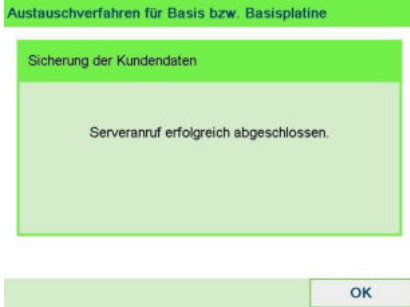 Austauschverfahren für Basis bzw. Basisplatine
Sicherung der Kundendaten
Serveranruf erfolgreich abgeschlossen.
OK